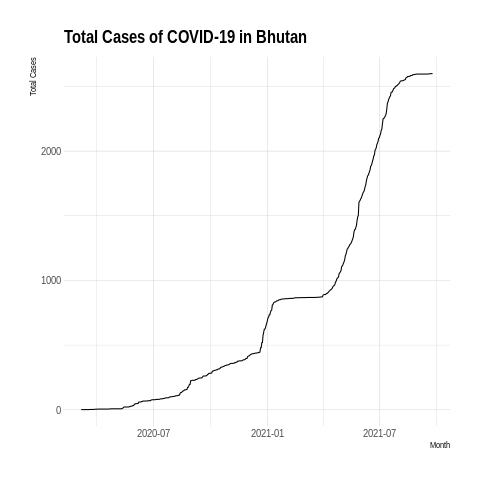 Total Cases of COVID-19 in Bhutan
Total Cases
2000
1000
0
2020-07
2021-01
2021-07
Month